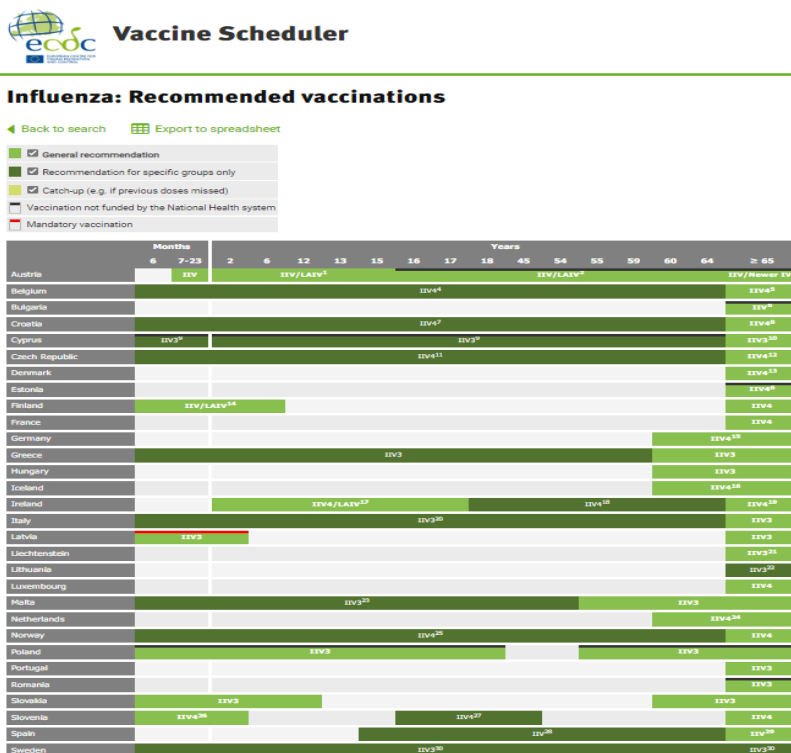 ecdc
EUROPEAN CENTRE FOR DISEASE PREVENTION AND CONTROL
Vaccine Scheduler
Influenza: Recommended vaccinations
Back to search Export to spreadsheet
General recommendation
Recommendation for specific groups only
Catch-up (e.g. if previous doses missed)
Vaccination not funded by the National Health system
Mandatory vaccination
Months Years
6 7-23 2 6 12 13 15 16 17 18 45 54 55 59 60 64 ≥ 65
Austria IIV IIV/LAIV¹ IIV/LAIV² IIV/Newer IV
Belgium IIV4⁴ IIV4⁵
Bulgaria IIV⁶
Croatia IIV4⁷ IIV4⁸
Cyprus IIV3⁹ IIV3⁹ IIV3¹⁰
Czech Republic IIV4¹¹ IIV4¹²
Denmark IIV4¹³
Estonia IIV4⁶
Finland IIV/LAIV¹⁴ IIV4
France IIV4
Germany IIV4¹⁵
Greece IIV3 IIV3
Hungary IIV3
Iceland IIV4¹⁶
Ireland IIV4/LAIV¹⁷ IIV4¹⁸ IIV4¹⁹
Italy IIV3²⁰ IIV3
Latvia IIV3 IIV3
Liechtenstein IIV3²¹
Lithuania IIV3²²
Luxembourg IIV4
Malta IIV3²³ IIV3
Netherlands IIV4²⁴
Norway IIV4²⁵ IIV4
Poland IIV3 IIV3
Portugal IIV3
Romania IIV3
Slovakia IIV3 IIV3
Slovenia IIV4²⁶ IIV4²⁷ IIV4
Spain IIV²⁸ IIV²⁹
Sweden IIV3³⁰ IIV3³⁰